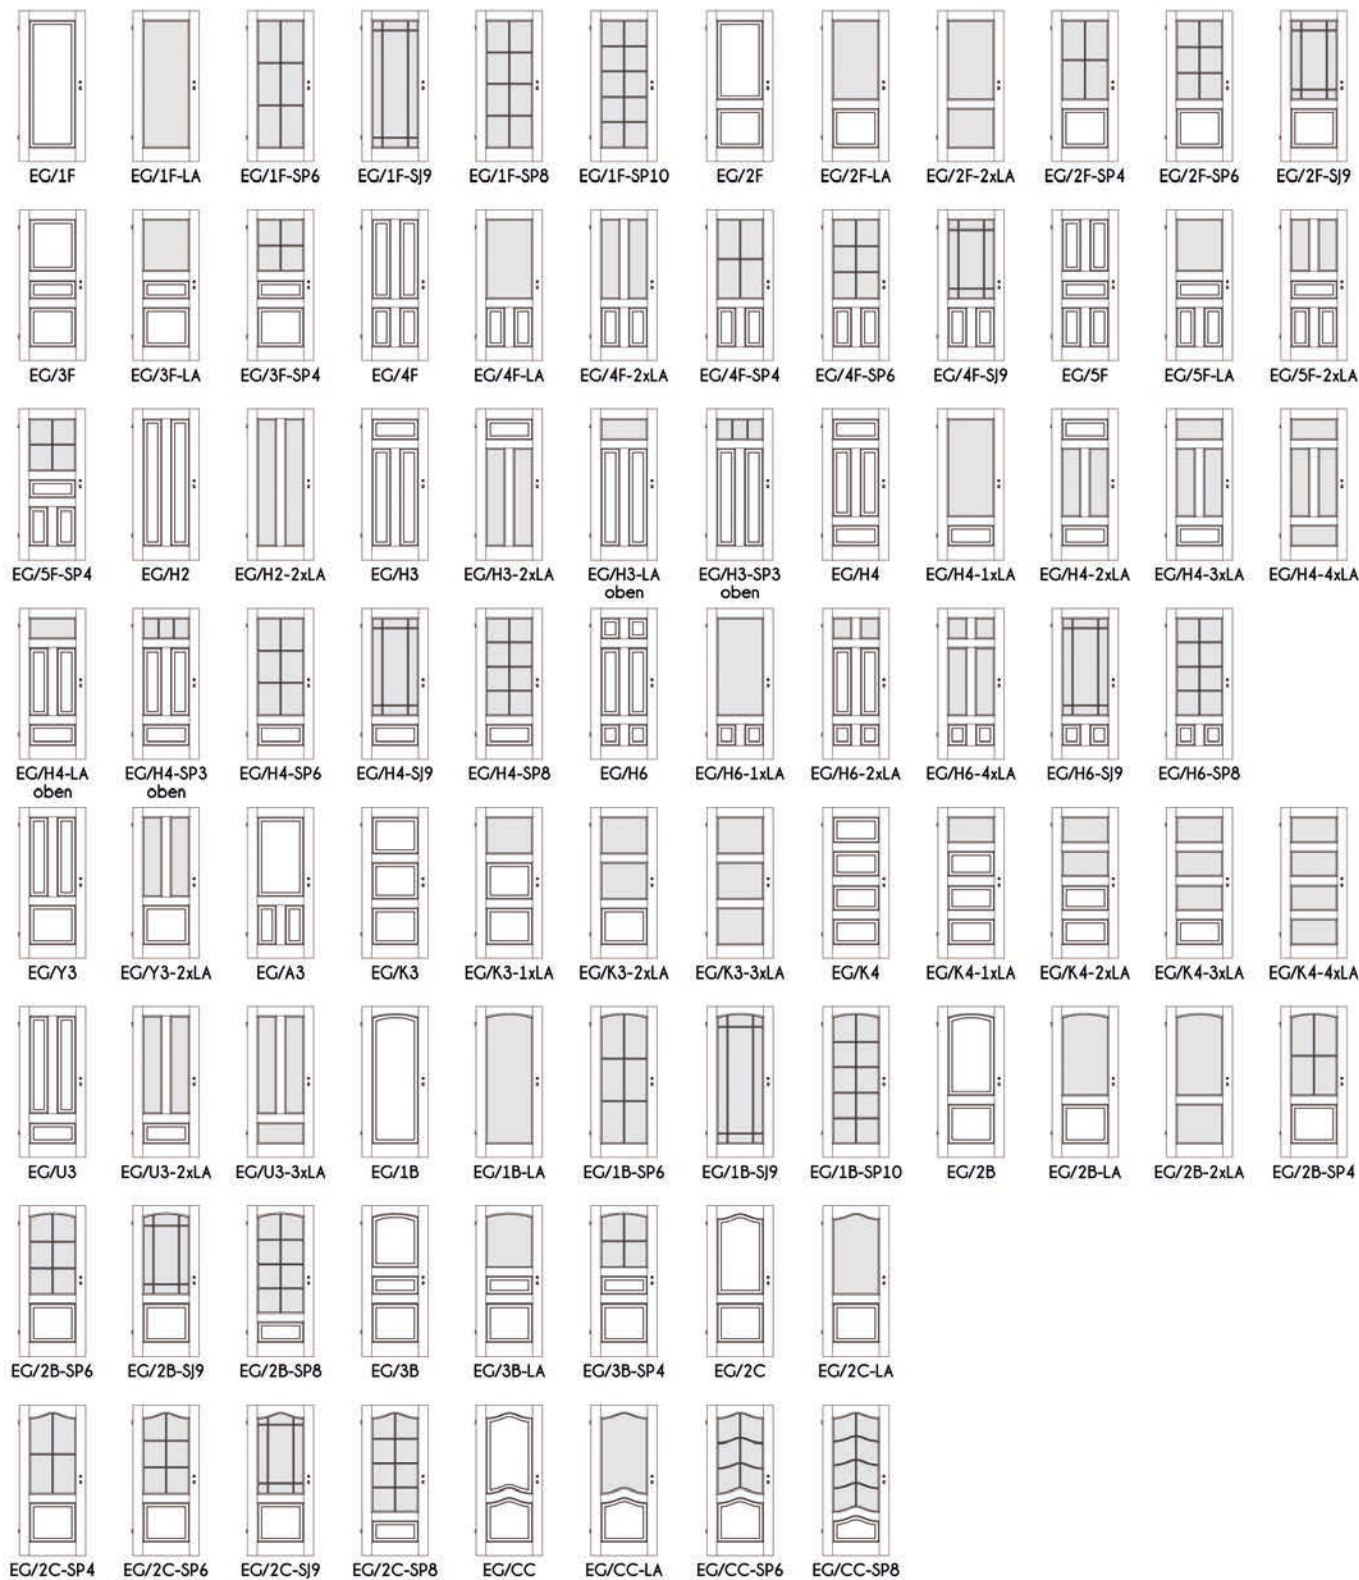 EG/1F EG/1F-LA EG/1F-SP6 EG/1F-SJ9 EG/1F-SP8 EG/1F-SP10 EG/2F EG/2F-LA EG/2F-2xLA EG/2F-SP4 EG/2F-SP6 EG/2F-SJ9
EG/3F EG/3F-LA EG/3F-SP4 EG/4F EG/4F-LA EG/4F-2xLA EG/4F-SP4 EG/4F-SP6 EG/4F-SJ9 EG/5F EG/5F-LA EG/5F-2xLA
EG/5F-SP4 EG/H2 EG/H2-2xLA EG/H3 EG/H3-2xLA EG/H3-LA EG/H3-SP3 EG/H4 EG/H4-1xLA EG/H4-2xLA EG/H4-3xLA EG/H4-4xLA
oben oben
EG/H4-LA EG/H4-SP3 EG/H4-SP6 EG/H4-SJ9 EG/H4-SP8 EG/H6 EG/H6-1xLA EG/H6-2xLA EG/H6-4xLA EG/H6-SJ9 EG/H6-SP8
oben oben
EG/Y3 EG/Y3-2xLA EG/A3 EG/K3 EG/K3-1xLA EG/K3-2xLA EG/K3-3xLA EG/K4 EG/K4-1xLA EG/K4-2xLA EG/K4-3xLA EG/K4-4xLA
EG/U3 EG/U3-2xLA EG/U3-3xLA EG/1B EG/1B-LA EG/1B-SP6 EG/1B-SJ9 EG/1B-SP10 EG/2B EG/2B-LA EG/2B-2xLA EG/2B-SP4
EG/2B-SP6 EG/2B-SJ9 EG/2B-SP8 EG/3B EG/3B-LA EG/3B-SP4 EG/2C EG/2C-LA
EG/2C-SP4 EG/2C-SP6 EG/2C-SJ9 EG/2C-SP8 EG/CC EG/CC-LA EG/CC-SP6 EG/CC-SP8